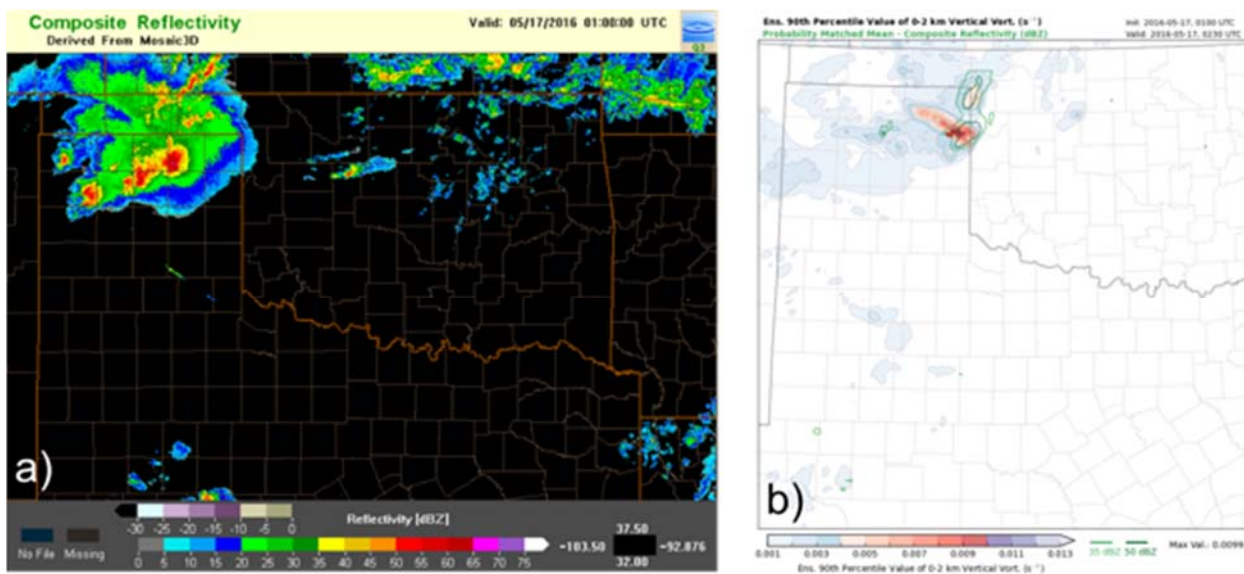 Composite Reflectivity
Derived From Mosaic3D
Valid: 05/17/2016 01:00:00 UTC
Q3
a)
Reflectivity [dBZ]
-30 -25 -20 -15 -10 -5 0
No File
Missing
0 5 10 15 20 25 30 35 40 45 50 55 60 65 70 75
37.50
-103.50
-92.876
32.00
Ens. 90th Percentile Value of 0-2 km Vertical Vort. (s⁻¹)
Probability Matched Mean - Composite Reflectivity (dBZ)
Init: 2016-05-17, 0100 UTC
Valid: 2016-05-17, 0230 UTC
b)
0.001 0.003 0.005 0.007 0.009 0.011 0.013
35 dBZ 50 dBZ
Max Val.: 0.0099
Ens. 90th Percentile Value of 0-2 km Vertical Vort. (s⁻¹)